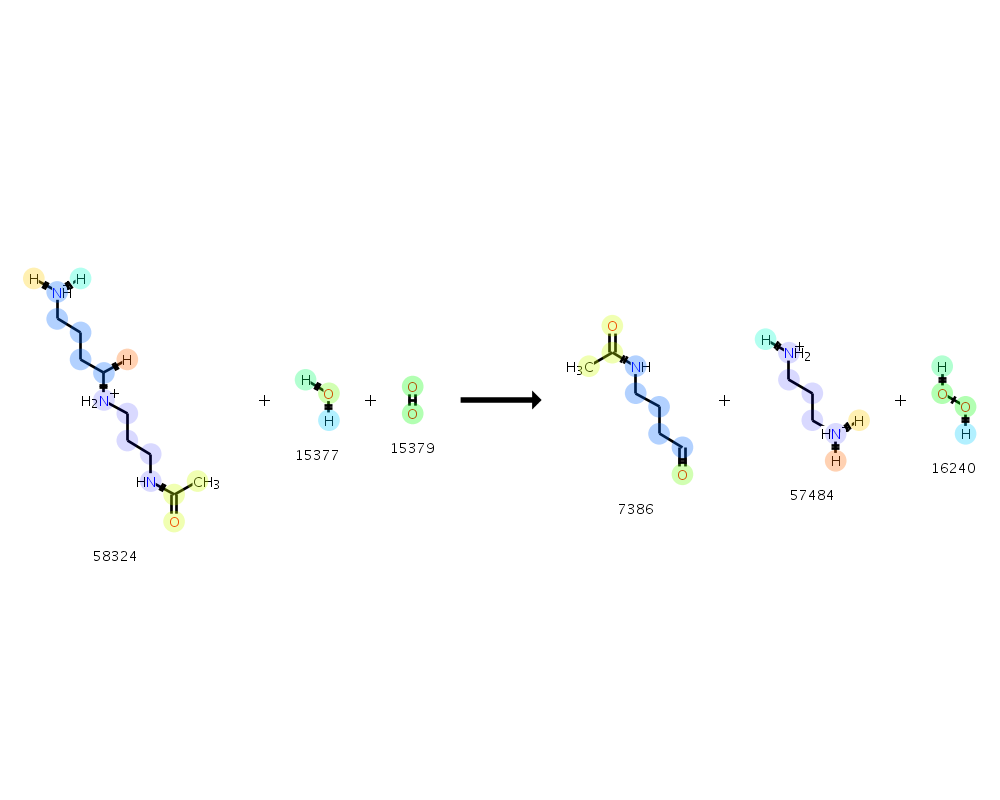 H H
NH
H
H2N+
HN
CH3
O
58324
+
H
O
H
15377
+
O
O
15379
O
H3C
NH
O
7386
+
H
NH2+
HN
H
H
57484
+
H
O
O
H
16240